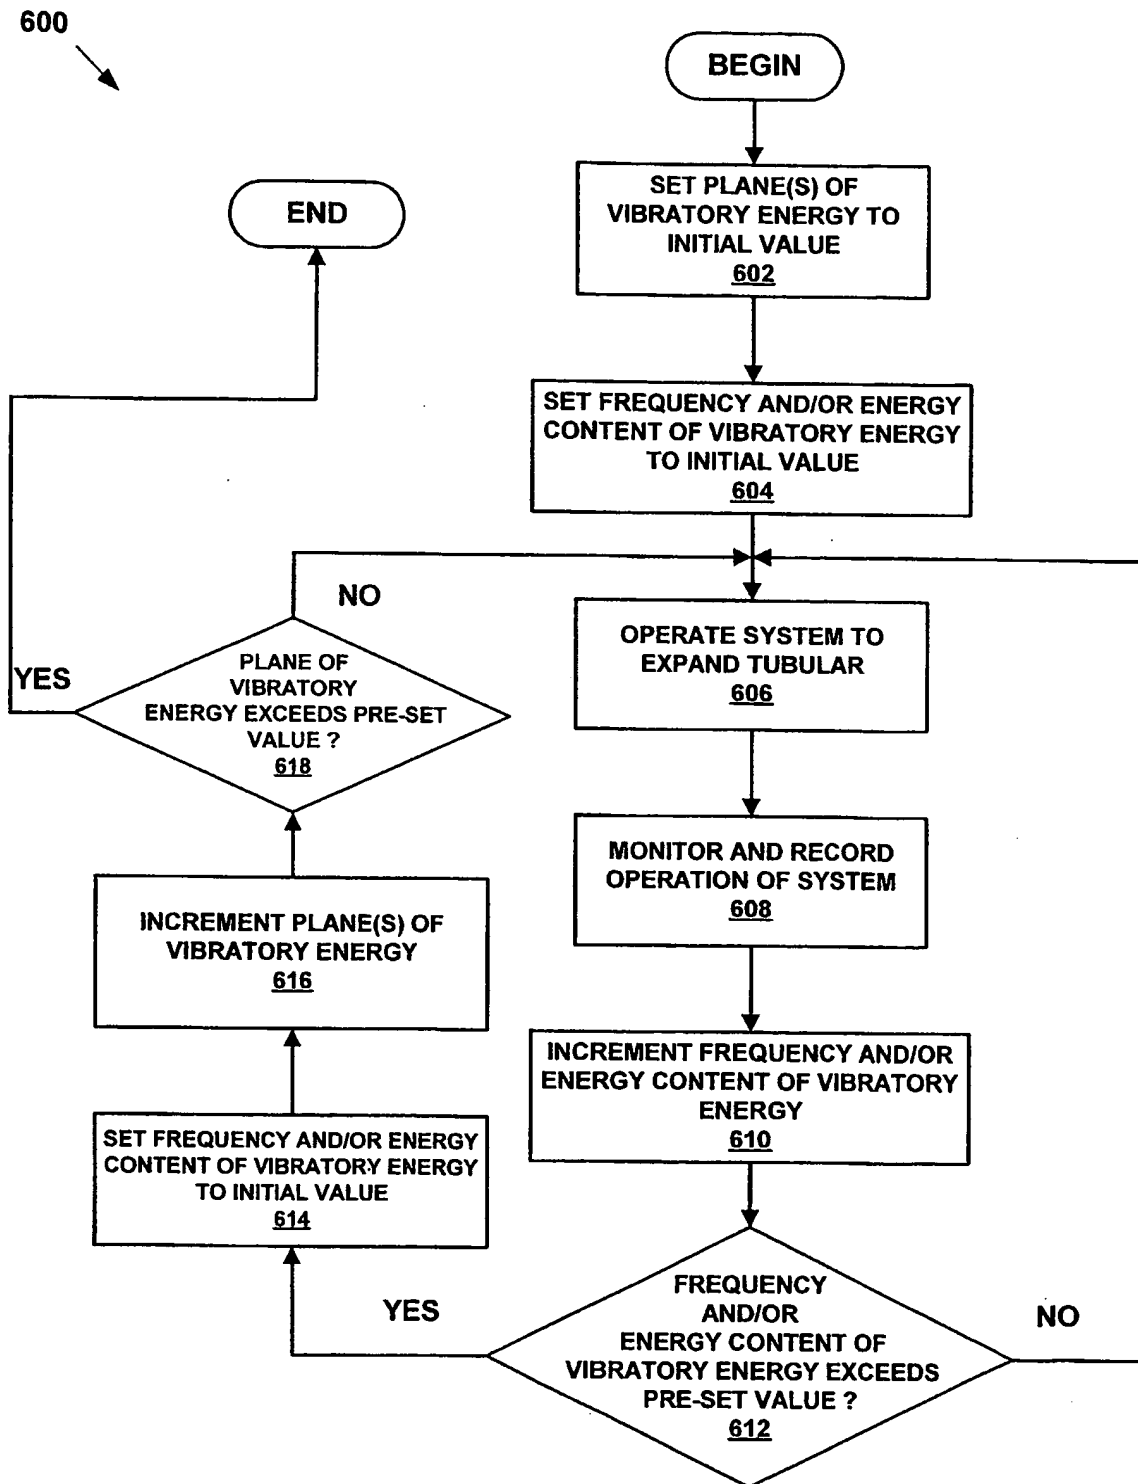 600
BEGIN
SET PLANE(S) OF
VIBRATORY ENERGY TO
INITIAL VALUE
602
END
SET FREQUENCY AND/OR ENERGY
CONTENT OF VIBRATORY ENERGY
TO INITIAL VALUE
604
NO
OPERATE SYSTEM TO
EXPAND TUBULAR
606
YES
PLANE OF
VIBRATORY
ENERGY EXCEEDS PRE-SET
VALUE ?
618
MONITOR AND RECORD
OPERATION OF SYSTEM
608
INCREMENT PLANE(S) OF
VIBRATORY ENERGY
616
INCREMENT FREQUENCY AND/OR
ENERGY CONTENT OF VIBRATORY
ENERGY
610
SET FREQUENCY AND/OR ENERGY
CONTENT OF VIBRATORY ENERGY
TO INITIAL VALUE
614
YES
FREQUENCY
AND/OR
ENERGY CONTENT OF
VIBRATORY ENERGY EXCEEDS
PRE-SET VALUE ?
612
NO